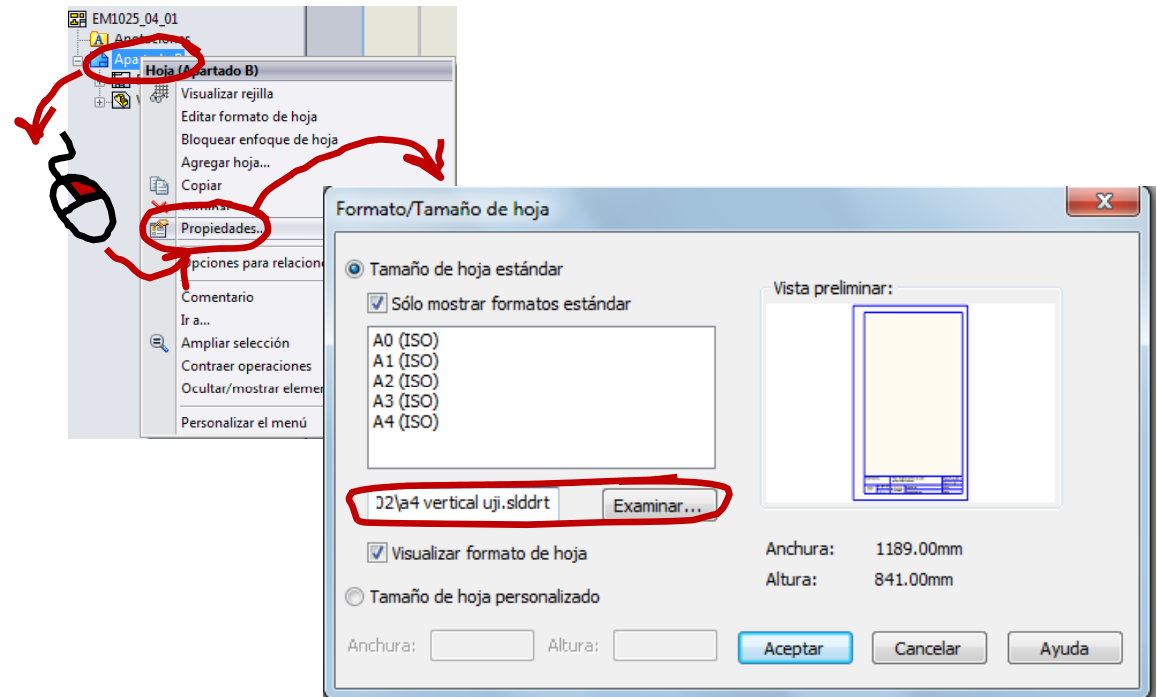 EM1025_04_01
Anotaciones
Hoja (Apartado B)
Visualizar rejilla
Editar formato de hoja
Bloquear enfoque de hoja
Agregar hoja...
Copiar
Eliminar
Propiedades...
Opciones para relacione
Comentario
Ir a...
Ampliar selección
Contraer operaciones
Ocultar/mostrar elemen
Personalizar el menú
Formato/Tamaño de hoja
Tamaño de hoja estándar
Sólo mostrar formatos estándar
A0 (ISO)
A1 (ISO)
A2 (ISO)
A3 (ISO)
A4 (ISO)
02\a4 vertical uji.slddrt
Examinar...
Visualizar formato de hoja
Tamaño de hoja personalizado
Anchura:
Altura:
Vista preliminar:
Anchura: 1189.00mm
Altura: 841.00mm
Aceptar
Cancelar
Ayuda